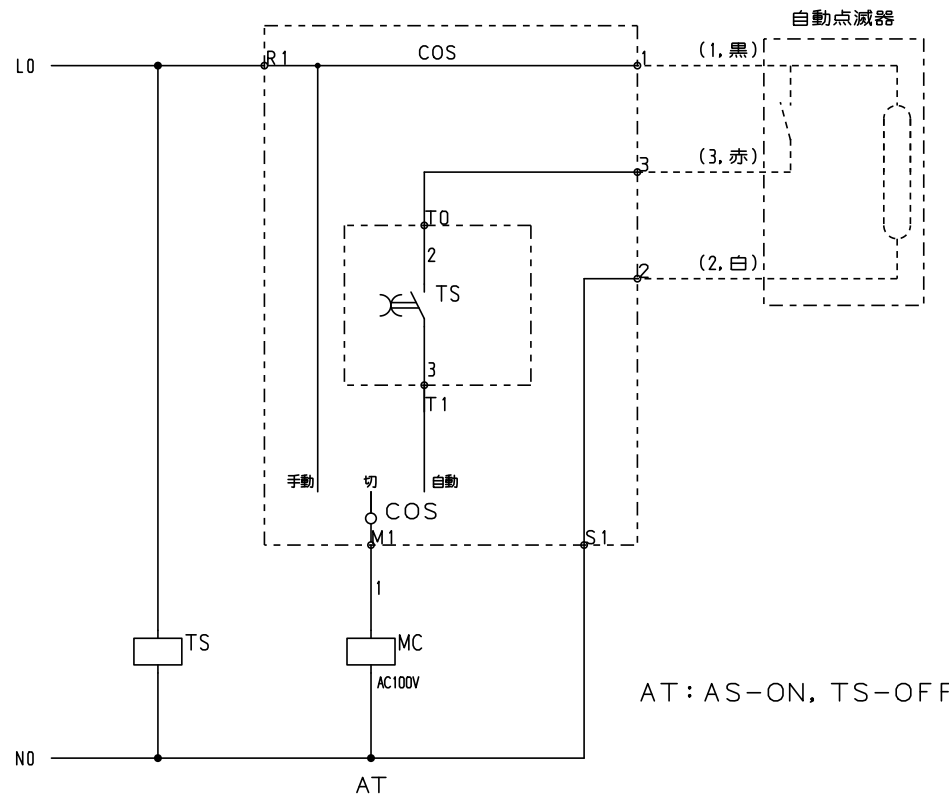 自動点滅器
L0
R1
COS
1
(1,黒)
3
(3,赤)
T0
2
2
(2,白)
TS
3
T1
手動
切
自動
COS
M1
S1
1
TS
MC
AC100V
AT:AS-ON, TS-OFF
N0
AT